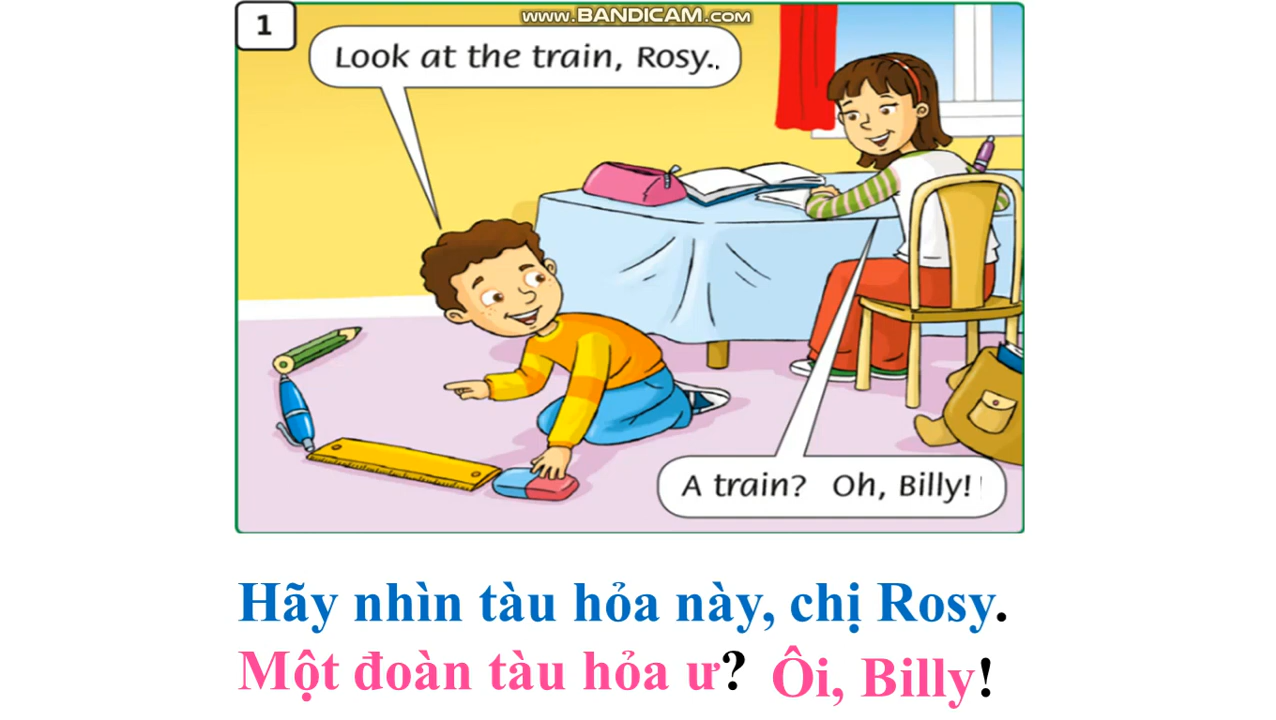 www.BANDICAM.com
1
Look at the train, Rosy..
A train? Oh, Billy!
Hãy nhìn tàu hỏa này, chị Rosy.
Một đoàn tàu hỏa ư? Ôi, Billy!